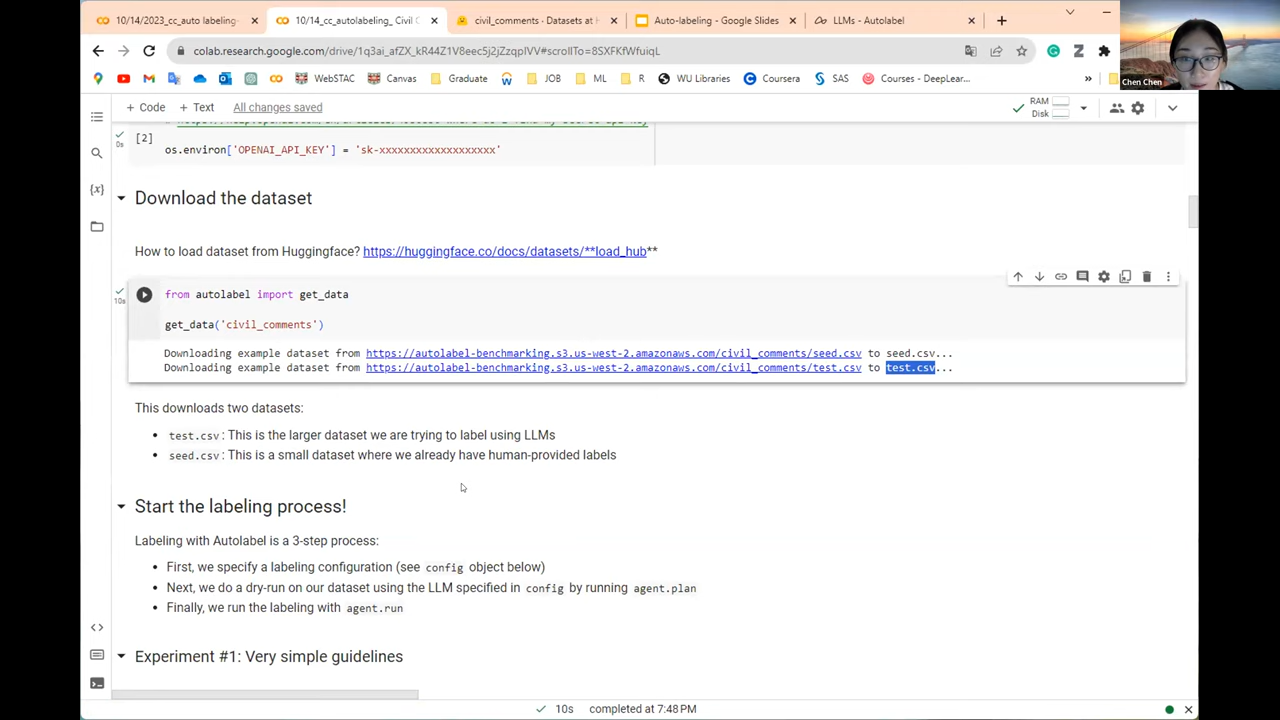 10/14/2023_cc_auto labeling-
10/14_cc_autolabeling_ Civil C
civil_comments · Datasets at H
Auto-labeling - Google Slides
LLMs - Autolabel
colab.research.google.com/drive/1q3ai_afZX_kR44Z1V8eec5j2jZzqplVV#scrollTo=8SXFKfWfuiqL
WebSTAC
Canvas
Graduate
JOB
ML
R
WU Libraries
Coursera
SAS
Courses - DeepLear...
Chen Chen
+ Code
+ Text
All changes saved
RAM
Disk
[2]
0s
os.environ['OPENAI_API_KEY'] = 'sk-xxxxxxxxxxxxxxxxxxx'
Download the dataset
How to load dataset from Huggingface? https://huggingface.co/docs/datasets/**load_hub**
10s
from autolabel import get_data
get_data('civil_comments')
Downloading example dataset from https://autolabel-benchmarking.s3.us-west-2.amazonaws.com/civil_comments/seed.csv to seed.csv...
Downloading example dataset from https://autolabel-benchmarking.s3.us-west-2.amazonaws.com/civil_comments/test.csv to test.csv...
This downloads two datasets:
• test.csv: This is the larger dataset we are trying to label using LLMs
• seed.csv: This is a small dataset where we already have human-provided labels
Start the labeling process!
Labeling with Autolabel is a 3-step process:
• First, we specify a labeling configuration (see config object below)
• Next, we do a dry-run on our dataset using the LLM specified in config by running agent.plan
• Finally, we run the labeling with agent.run
Experiment #1: Very simple guidelines
10s completed at 7:48 PM